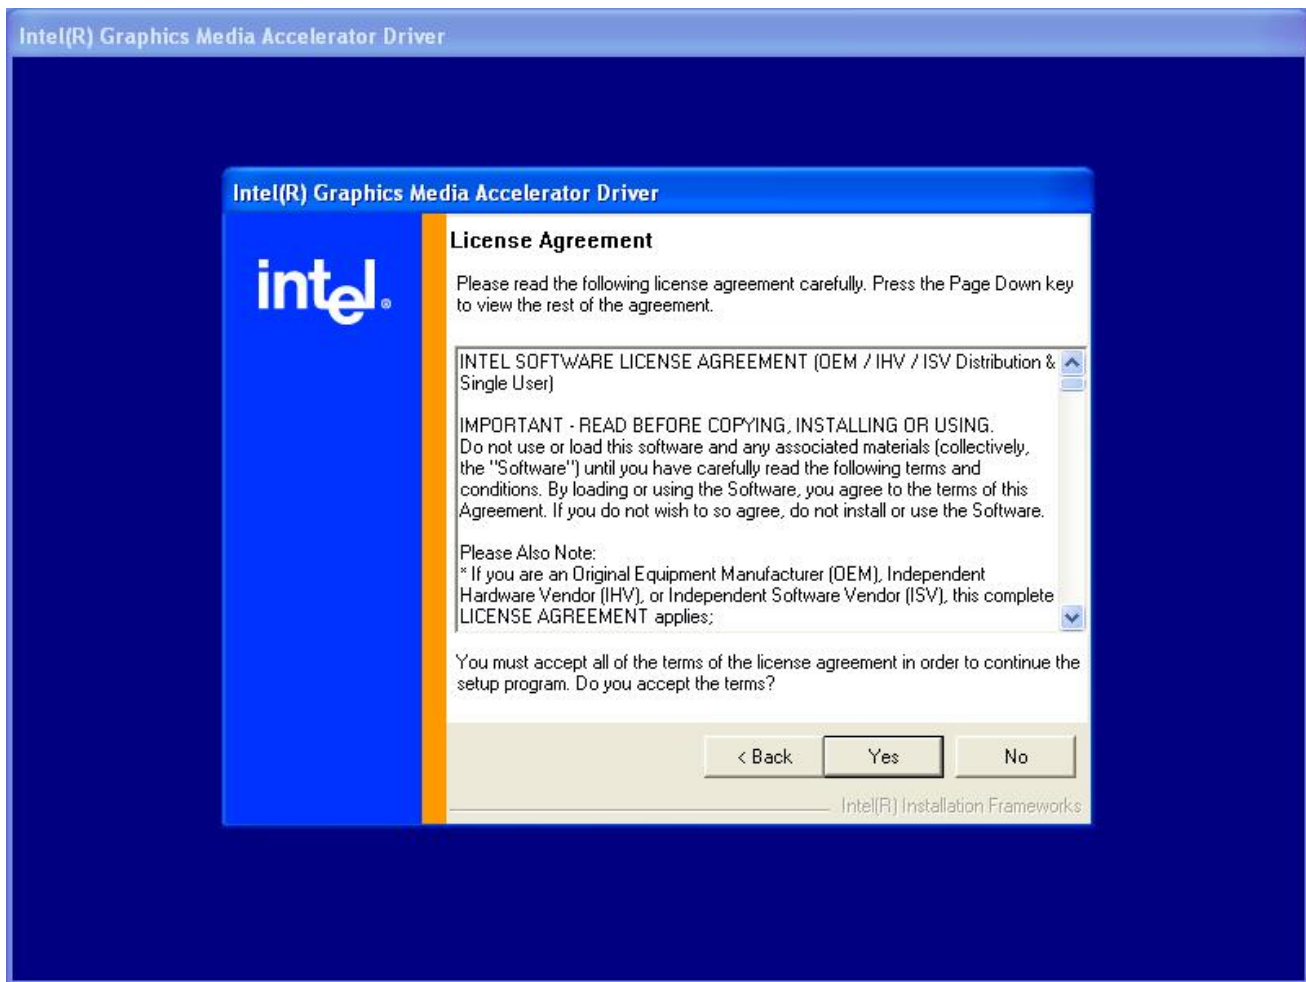 Intel(R) Graphics Media Accelerator Driver
Intel(R) Graphics Media Accelerator Driver
intel®
License Agreement
Please read the following license agreement carefully. Press the Page Down key
to view the rest of the agreement.
INTEL SOFTWARE LICENSE AGREEMENT (OEM / IHV / ISV Distribution &
Single User)
IMPORTANT - READ BEFORE COPYING, INSTALLING OR USING.
Do not use or load this software and any associated materials (collectively,
the "Software") until you have carefully read the following terms and
conditions. By loading or using the Software, you agree to the terms of this
Agreement. If you do not wish to so agree, do not install or use the Software.
Please Also Note:
* If you are an Original Equipment Manufacturer (OEM), Independent
Hardware Vendor (IHV), or Independent Software Vendor (ISV), this complete
LICENSE AGREEMENT applies;
You must accept all of the terms of the license agreement in order to continue the
setup program. Do you accept the terms?
< Back Yes No
Intel(R) Installation Frameworks